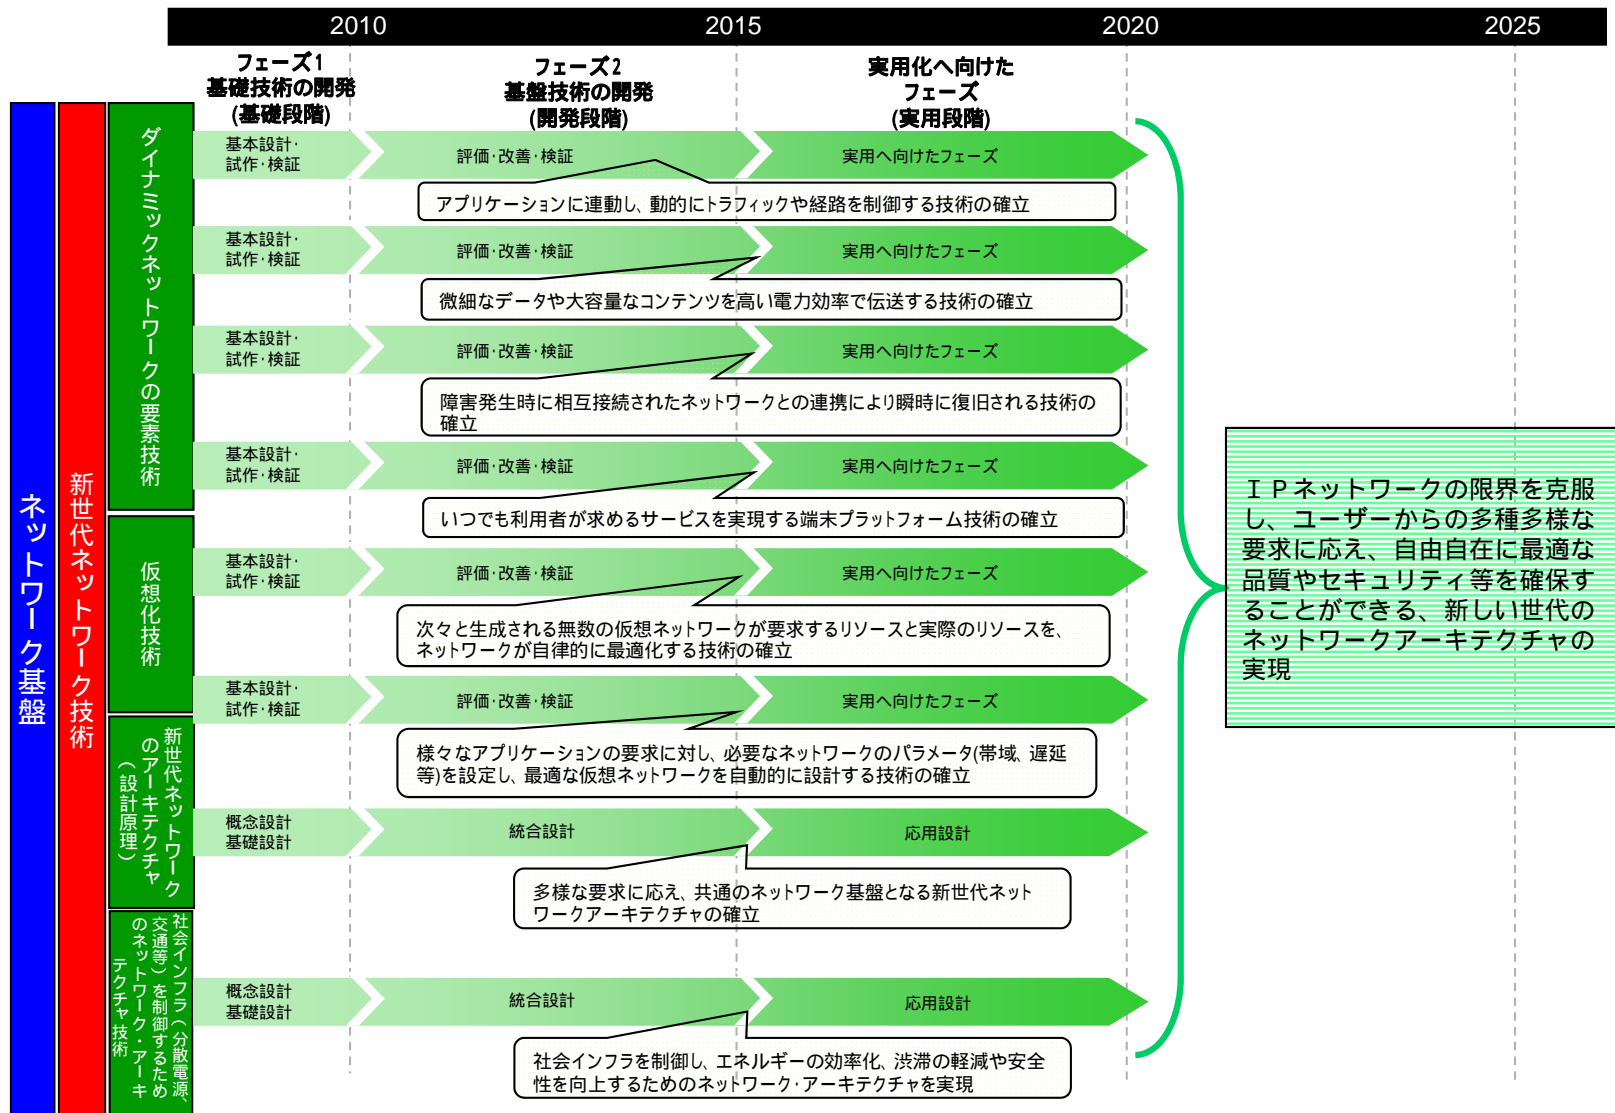 2010
2015
2020
2025
フェーズ1
基礎技術の開発
(基礎段階)
フェーズ2
基盤技術の開発
(開発段階)
実用化へ向けた
フェーズ
(実用段階)
ネットワーク基盤
新世代ネットワーク技術
ダイナミックネットワークの要素技術
基本設計・
試作・検証
評価・改善・検証
実用へ向けたフェーズ
アプリケーションに連動し、動的にトラフィックや経路を制御する技術の確立
基本設計・
試作・検証
評価・改善・検証
実用へ向けたフェーズ
微細なデータや大容量なコンテンツを高い電力効率で伝送する技術の確立
基本設計・
試作・検証
評価・改善・検証
実用へ向けたフェーズ
障害発生時に相互接続されたネットワークとの連携により瞬時に復旧される技術の
確立
基本設計・
試作・検証
評価・改善・検証
実用へ向けたフェーズ
いつでも利用者が求めるサービスを実現する端末プラットフォーム技術の確立
仮想化技術
基本設計・
試作・検証
評価・改善・検証
実用へ向けたフェーズ
次々と生成される無数の仮想ネットワークが要求するリソースと実際のリソースを、
ネットワークが自律的に最適化する技術の確立
基本設計・
試作・検証
評価・改善・検証
実用へ向けたフェーズ
様々なアプリケーションの要求に対し、必要なネットワークのパラメータ(帯域、遅延
等)を設定し、最適な仮想ネットワークを自動的に設計する技術の確立
新世代ネットワーク
のアーキテクチャ
(設計原理)
概念設計
基礎設計
統合設計
応用設計
多様な要求に応え、共通のネットワーク基盤となる新世代ネット
ワークアーキテクチャの確立
社会インフラ(分散電源、
交通等)を制御するため
のネットワーク・アーキ
テクチャ技術
概念設計
基礎設計
統合設計
応用設計
社会インフラを制御し、エネルギーの効率化、渋滞の軽減や安全
性を向上するためのネットワーク・アーキテクチャを実現
ＩＰネットワークの限界を克服
し、ユーザーからの多種多様な
要求に応え、自由自在に最適な
品質やセキュリティ等を確保す
ることができる、新しい世代の
ネットワークアーキテクチャの
実現